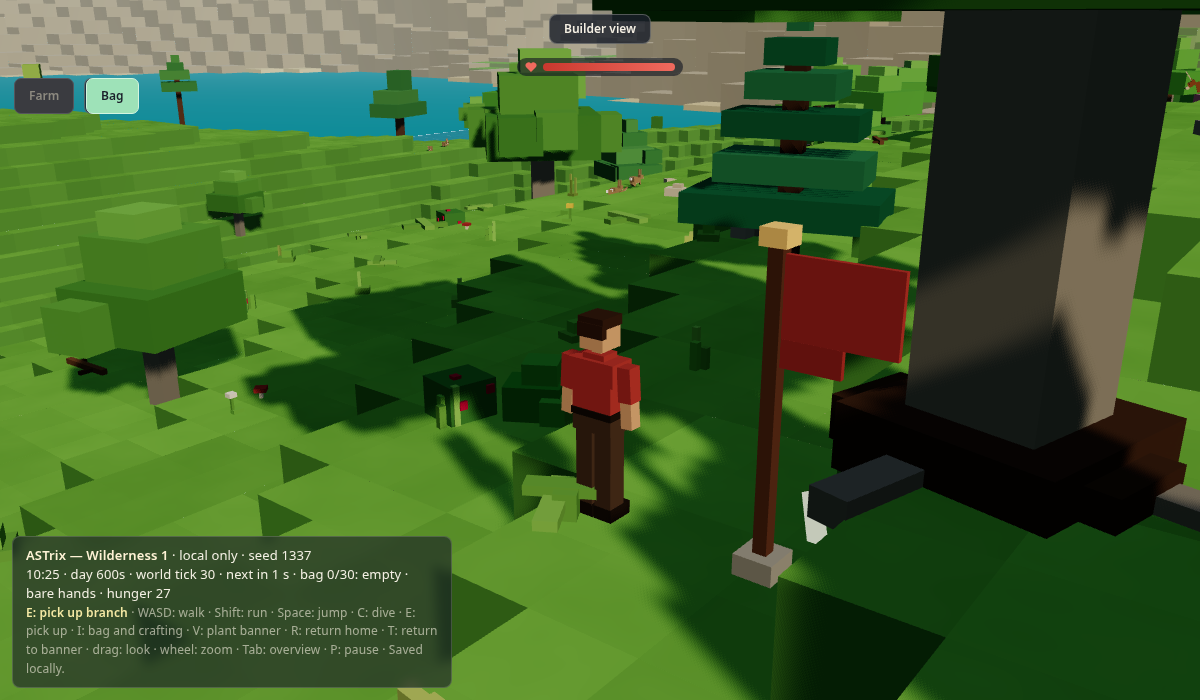 Builder view
Farm
Bag
ASTrix — Wilderness 1 · local only · seed 1337
10:25 · day 600s · world tick 30 · next in 1 s · bag 0/30: empty ·
bare hands · hunger 27
E: pick up branch · WASD: walk · Shift: run · Space: jump · C: dive · E:
pick up · I: bag and crafting · V: plant banner · R: return home · T: return
to banner · drag: look · wheel: zoom · Tab: overview · P: pause · Saved
locally.